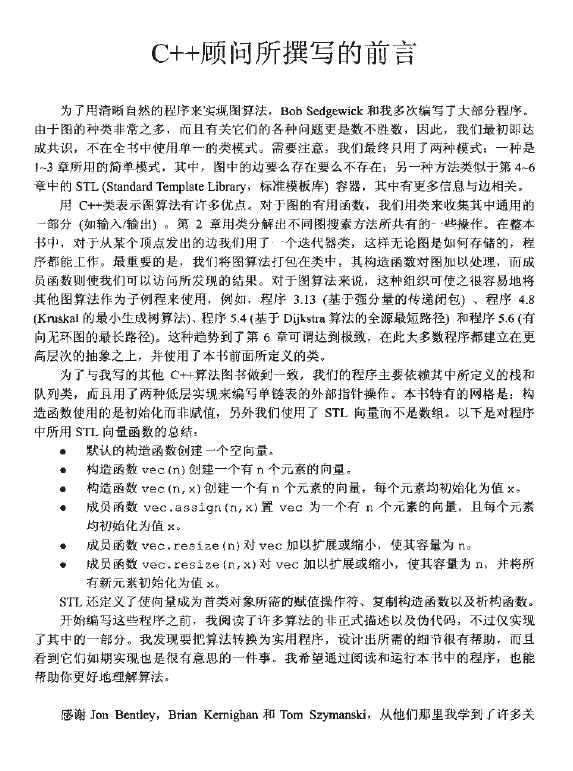 C++顾问所撰写的前言
为了用清晰自然的程序来实现图算法，Bob Sedgewick 和我多次编写了大部分程序。
由于图的种类非常之多，而且有关它们的各种问题更是数不胜数，因此，我们最初即达
成共识，不在全书中使用单一的类模式。需要注意，我们最终只用了两种模式：一种是
1~3 章所用的简单模式，其中，图中的边要么存在要么不存在；另一种方法类似于第 4~6
章中的 STL (Standard Template Library，标准模板库) 容器，其中有更多信息与边相关。
用 C++类表示图算法有许多优点。对于图的有用函数，我们用类来收集其中通用的
一部分 (如输入/输出) 。第 2 章用类分解出不同图搜索方法所共有的一些操作。在整本
书中，对于从某个顶点发出的边我们用了一个迭代器类，这样无论图是如何存储的，程
序都能工作。最重要的是，我们将图算法打包在类中，其构造函数对图加以处理，而成
员函数则使我们可以访问所发现的结果。对于图算法来说，这种组织可使之很容易地将
其他图算法作为子例程来使用，例如，程序 3.13 (基于强分量的传递闭包) 、程序 4.8
(Kruskal 的最小生成树算法)、程序 5.4 (基于 Dijkstra 算法的全源最短路径) 和程序 5.6 (有
向无环图的最长路径)。这种趋势到了第 6 章可谓达到极致，在此大多数程序都建立在更
高层次的抽象之上，并使用了本书前面所定义的类。
为了与我写的其他 C++算法图书做到一致，我们的程序主要依赖其中所定义的栈和
队列类，而且用了两种低层实现来编写单链表的外部指针操作。本书特有的网格是：构
造函数使用的是初始化而非赋值，另外我们使用了 STL 向量而不是数组。以下是对程序
中所用 STL 向量函数的总结：
● 默认的构造函数创建一个空向量。
● 构造函数 vec(n)创建一个有 n 个元素的向量。
● 构造函数 vec(n,x)创建一个有 n 个元素的向量，每个元素均初始化为值 x。
● 成员函数 vec.assign(n,x)置 vec 为一个有 n 个元素的向量，且每个元素
均初始化为值 x。
● 成员函数 vec.resize(n)对 vec 加以扩展或缩小，使其容量为 n。
● 成员函数 vec.resize(n,x)对 vec 加以扩展或缩小，使其容量为 n，并将所
有新元素初始化为值 x。
STL 还定义了使向量成为首类对象所需的赋值操作符、复制构造函数以及析构函数。
开始编写这些程序之前，我阅读了许多算法的非正式描述以及伪代码，不过仅实现
了其中的一部分。我发现要把算法转换为实用程序，设计出所需的细节很有帮助，而且
看到它们如期实现也是很有意思的一件事。我希望通过阅读和运行本书中的程序，也能
帮助你更好地理解算法。
感谢 Jon Bentley，Brian Kernighan 和 Tom Szymanski，从他们那里我学到了许多关